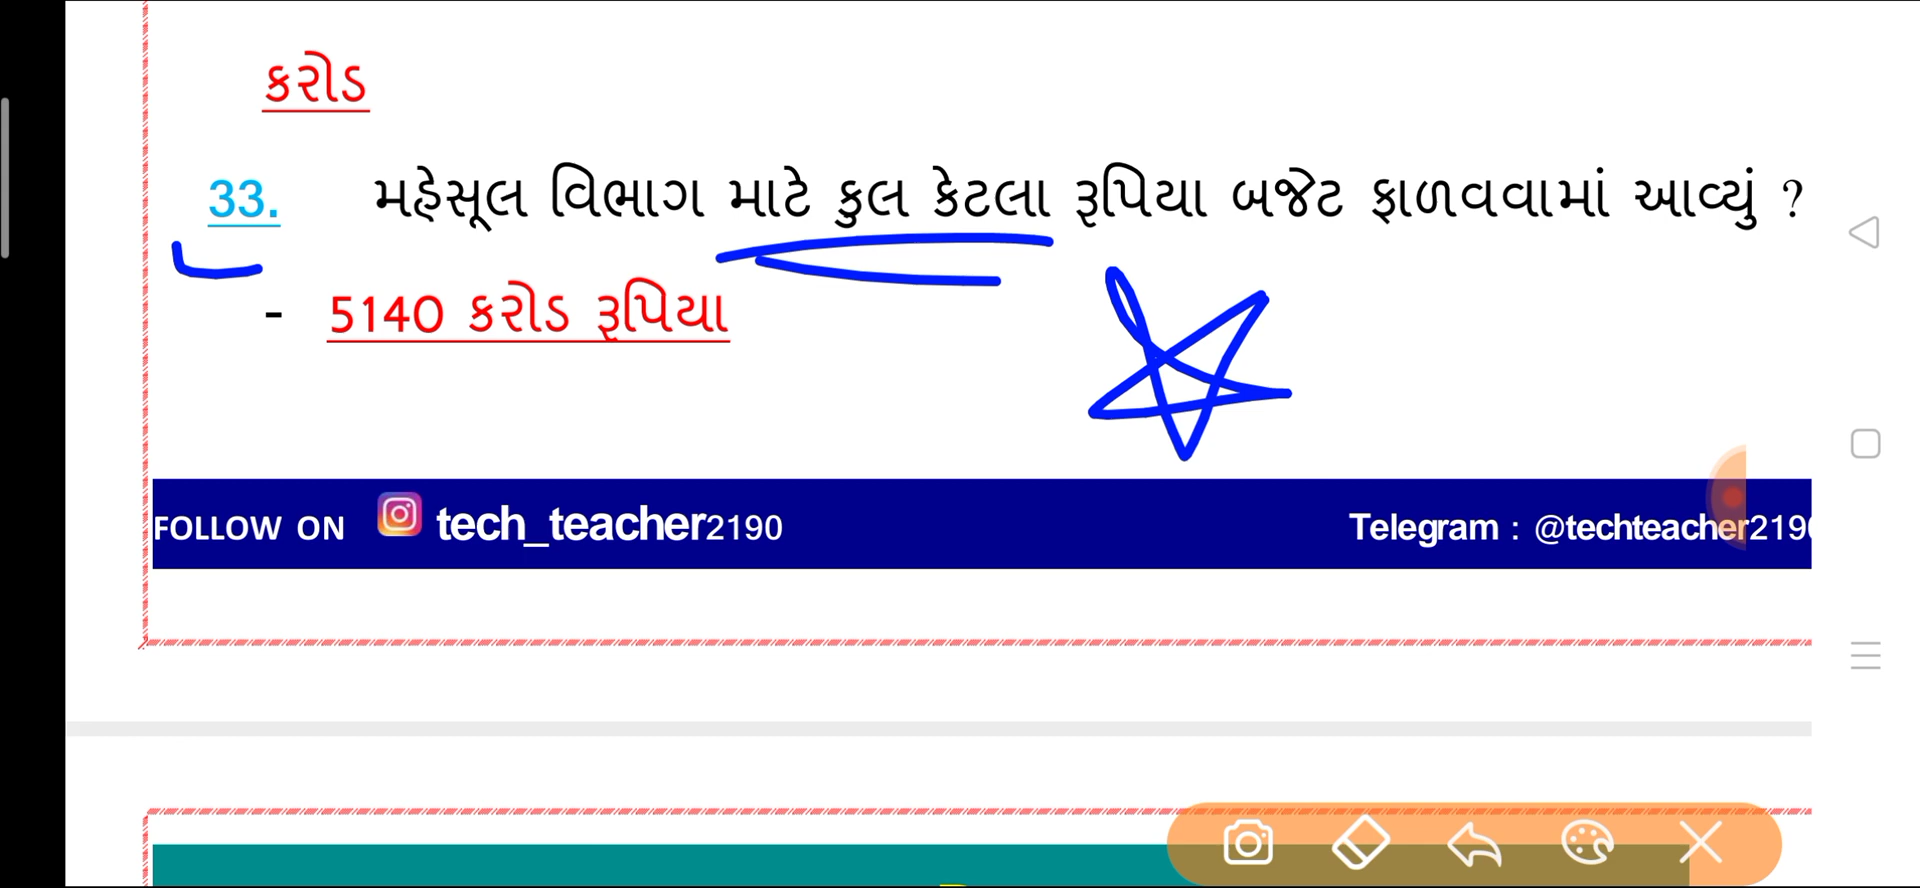 કરોડ
33. મહેસૂલ વિભાગ માટે કુલ કેટલા રૂપિયા બજેટ ફાળવવામાં આવ્યું ?
- 5140 કરોડ રૂપિયા
FOLLOW ON tech_teacher2190 Telegram : @techteacher219